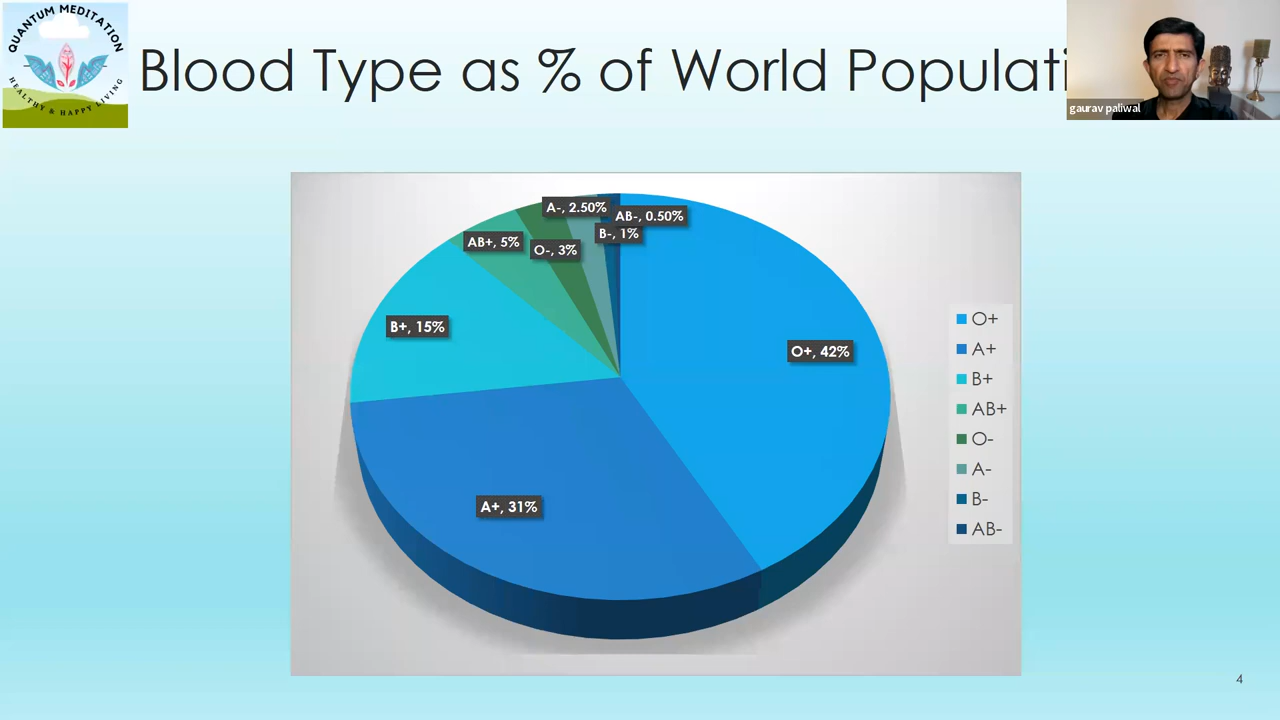 QUANTUM MEDITATION
HEALTHY & HAPPY LIVING
Blood Type as % of World Populati
gaurav paliwal
A-, 2.50%
AB-, 0.50%
B-, 1%
AB+, 5%
O-, 3%
B+, 15%
O+, 42%
A+, 31%
O+
A+
B+
AB+
O-
A-
B-
AB-
4